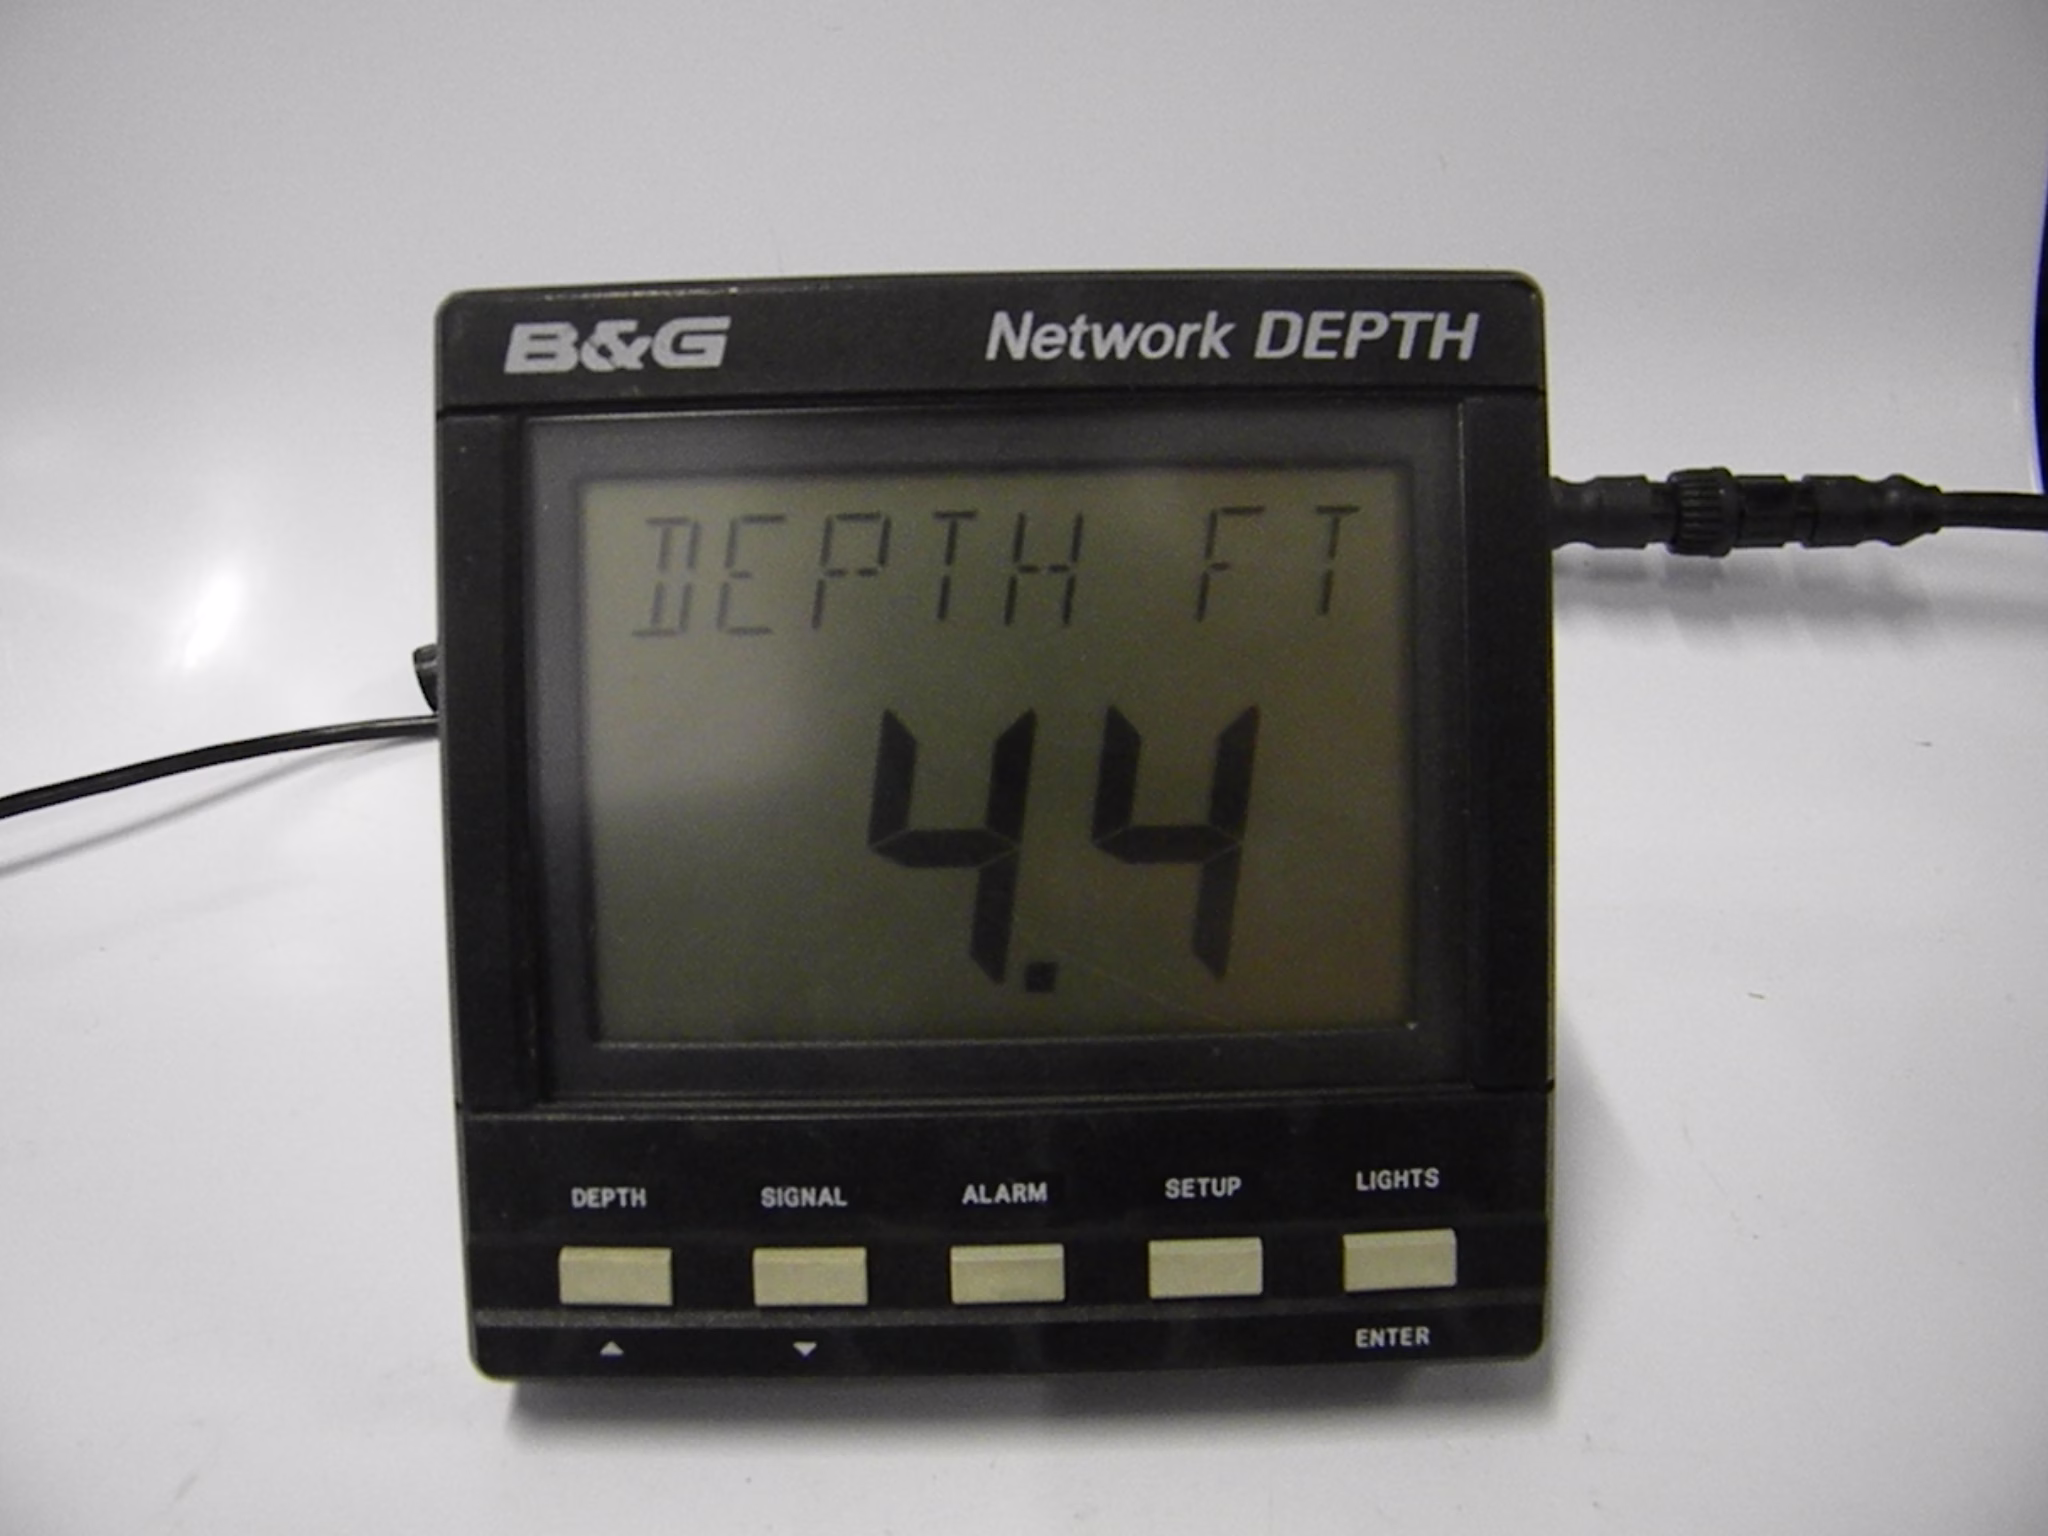 B&G Network DEPTH
DEPTH FT
4.4
DEPTH SIGNAL ALARM SETUP LIGHTS
ENTER